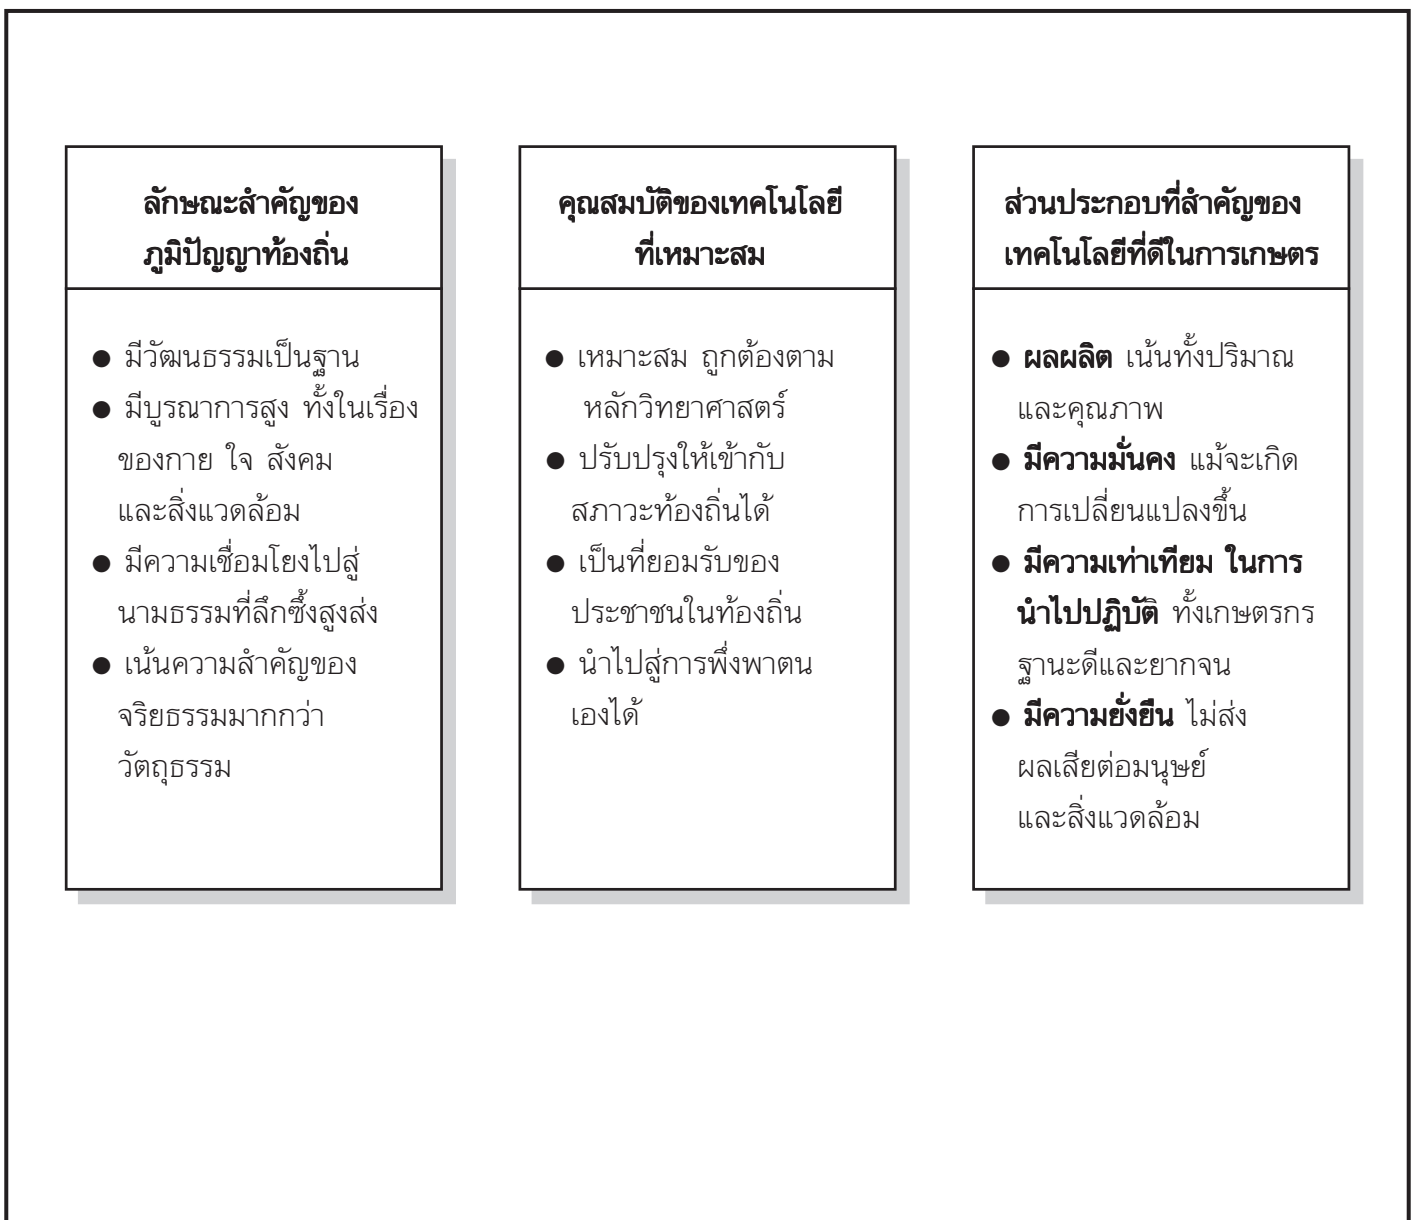 ลักษณะสำคัญของ
ภูมิปัญญาท้องถิ่น
● มีวัฒนธรรมเป็นฐาน
● มีบูรณาการสูง ทั้งในเรื่อง
ของกาย ใจ สังคม
และสิ่งแวดล้อม
● มีความเชื่อมโยงไปสู่
นามธรรมที่ลึกซึ้งสูงส่ง
● เน้นความสำคัญของ
จริยธรรมมากกว่า
วัตถุธรรม
คุณสมบัติของเทคโนโลยี
ที่เหมาะสม
● เหมาะสม ถูกต้องตาม
หลักวิทยาศาสตร์
● ปรับปรุงให้เข้ากับ
สภาวะท้องถิ่นได้
● เป็นที่ยอมรับของ
ประชาชนในท้องถิ่น
● นำไปสู่การพึ่งพาตน
เองได้
ส่วนประกอบที่สำคัญของ
เทคโนโลยีที่ดีในการเกษตร
● ผลผลิต เน้นทั้งปริมาณ
และคุณภาพ
● มีความมั่นคง แม้จะเกิด
การเปลี่ยนแปลงขึ้น
● มีความเท่าเทียม ในการ
นำไปปฏิบัติ ทั้งเกษตรกร
ฐานะดีและยากจน
● มีความยั่งยืน ไม่ส่ง
ผลเสียต่อมนุษย์
และสิ่งแวดล้อม